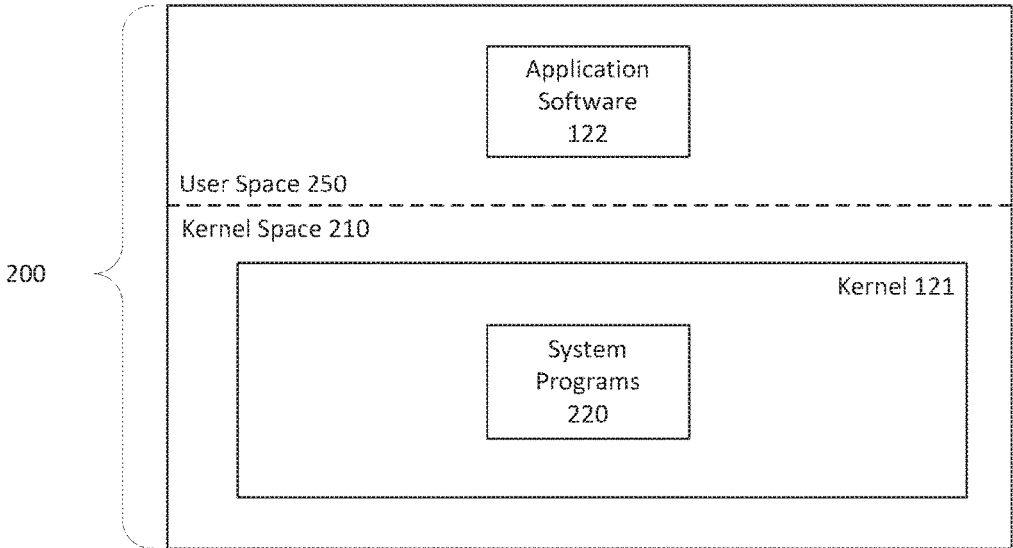 Application
Software
122
User Space 250
Kernel Space 210
200
Kernel 121
System
Programs
220